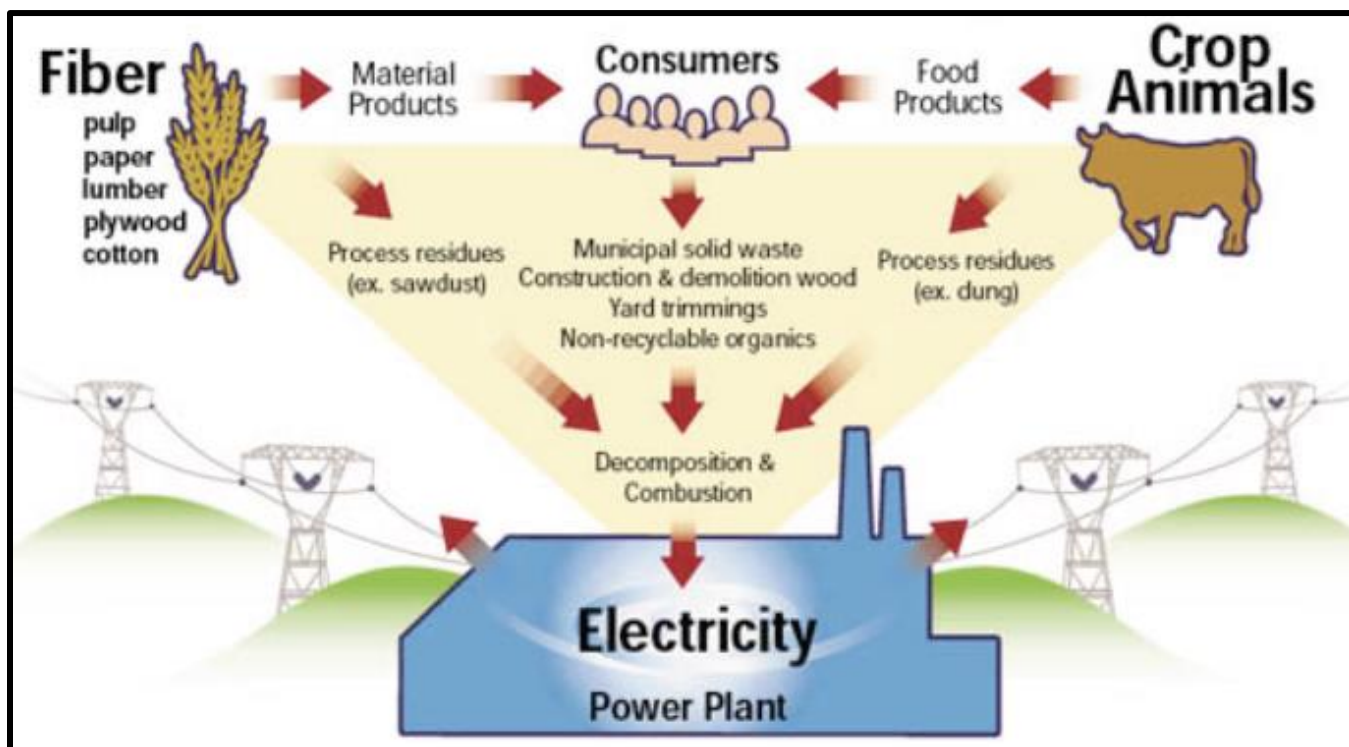 Fiber
pulp
paper
lumber
plywood
cotton
Material
Products
Consumers
Food
Products
Crop
Animals
Process residues
(ex. sawdust)
Municipal solid waste
Construction & demolition wood
Yard trimmings
Non-recyclable organics
Process residues
(ex. dung)
Decomposition &
Combustion
Electricity
Power Plant